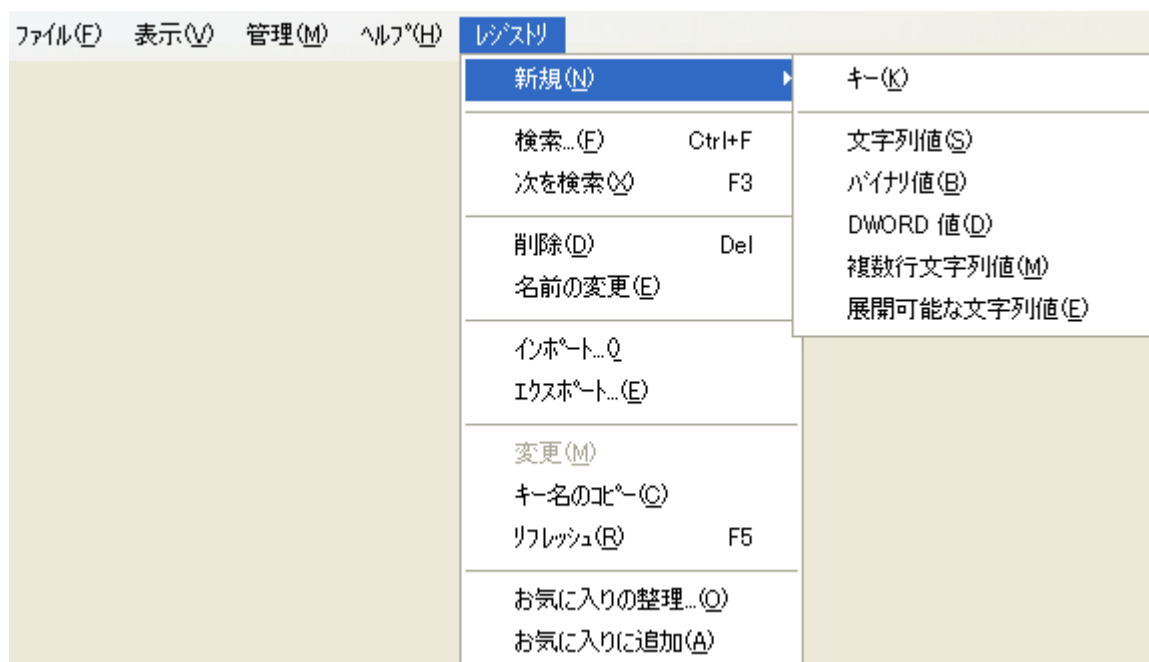 ﾌｧｲﾙ(F) 表示(V) 管理(M) ﾍﾙﾌﾟ(H) ﾚｼﾞｽﾄﾘ
新規(N)
検索...(F) Ctrl+F
次を検索(X) F3
削除(D) Del
名前の変更(E)
ｲﾝﾎﾟｰﾄ...Q
ｴｸｽﾎﾟｰﾄ...(E)
変更(M)
ｷｰ名のｺﾋﾟｰ(C)
ﾘﾌﾚｯｼｭ(R) F5
お気に入りの整理...(O)
お気に入りに追加(A)
ｷｰ(K)
文字列値(S)
ﾊﾞｲﾅﾘ値(B)
DWORD 値(D)
複数行文字列値(M)
展開可能な文字列値(E)